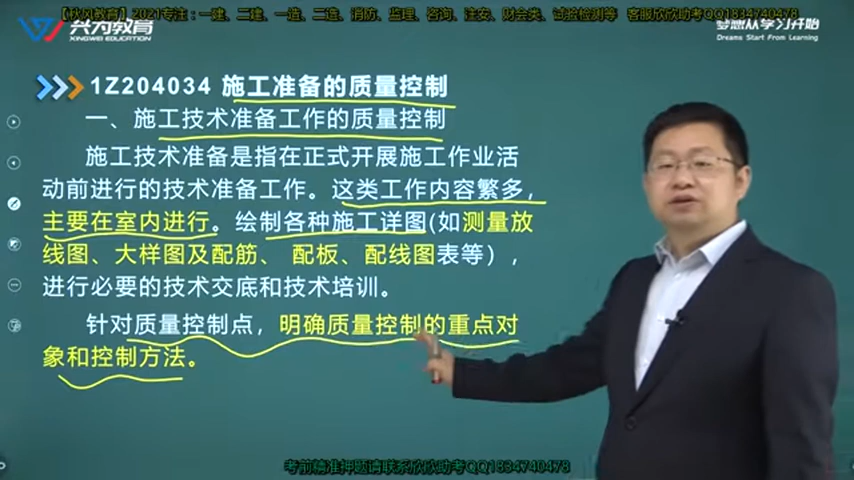 【秋风教育】2021专注：一建、二建、一造、二造、消防、监理、咨询、注安、财会类、试验检测等 客服欣欣助考QQ1834740478
兴为教育
XINGWEI EDUCATION
梦想从学习开始
Dreams Start From Learning
1Z204034 施工准备的质量控制
一、施工技术准备工作的质量控制
施工技术准备是指在正式开展施工作业活
动前进行的技术准备工作。这类工作内容繁多，
主要在室内进行。绘制各种施工详图(如测量放
线图、大样图及配筋、 配板、配线图表等），
进行必要的技术交底和技术培训。
针对质量控制点，明确质量控制的重点对
象和控制方法。
考前精准押题请联系欣欣助考QQ1834740478